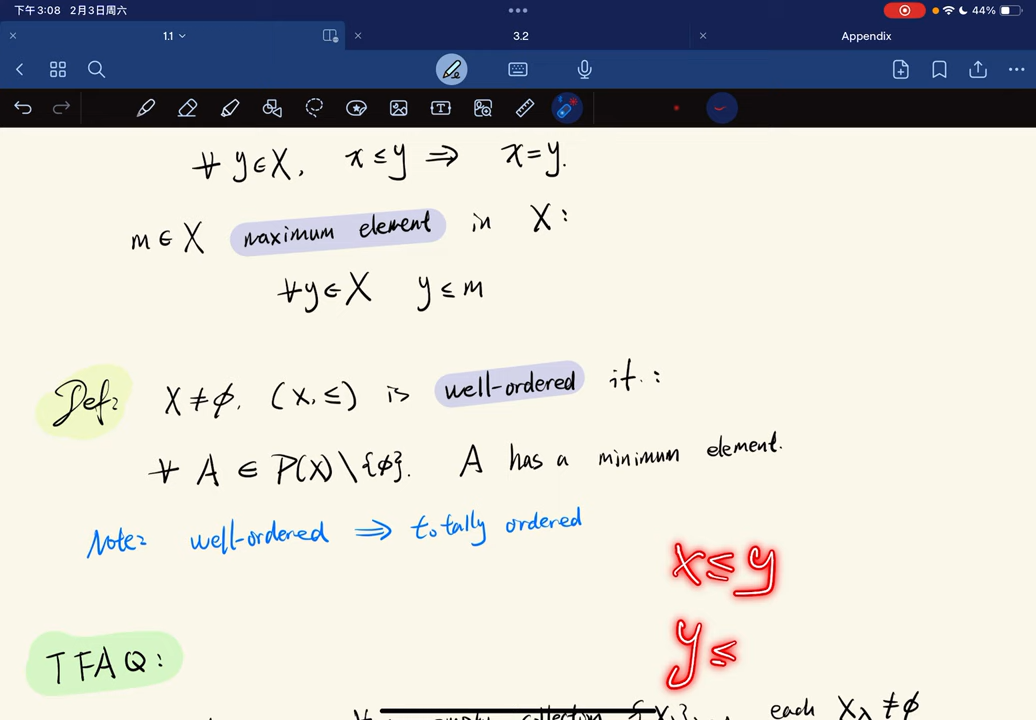 下午3:08 2月3日周六
44%
1.1
3.2
Appendix
∀ y∈X, x≤y ⇒ x=y.
m∈X maximum element in X:
∀y∈X y≤m
Def: X≠∅. (X,≤) is well-ordered if:
∀ A ∈ P(X)\{∅}. A has a minimum element.
Note: well-ordered ⇒ totally ordered
x≤y
y≤
TFAQ:
each Xλ≠∅